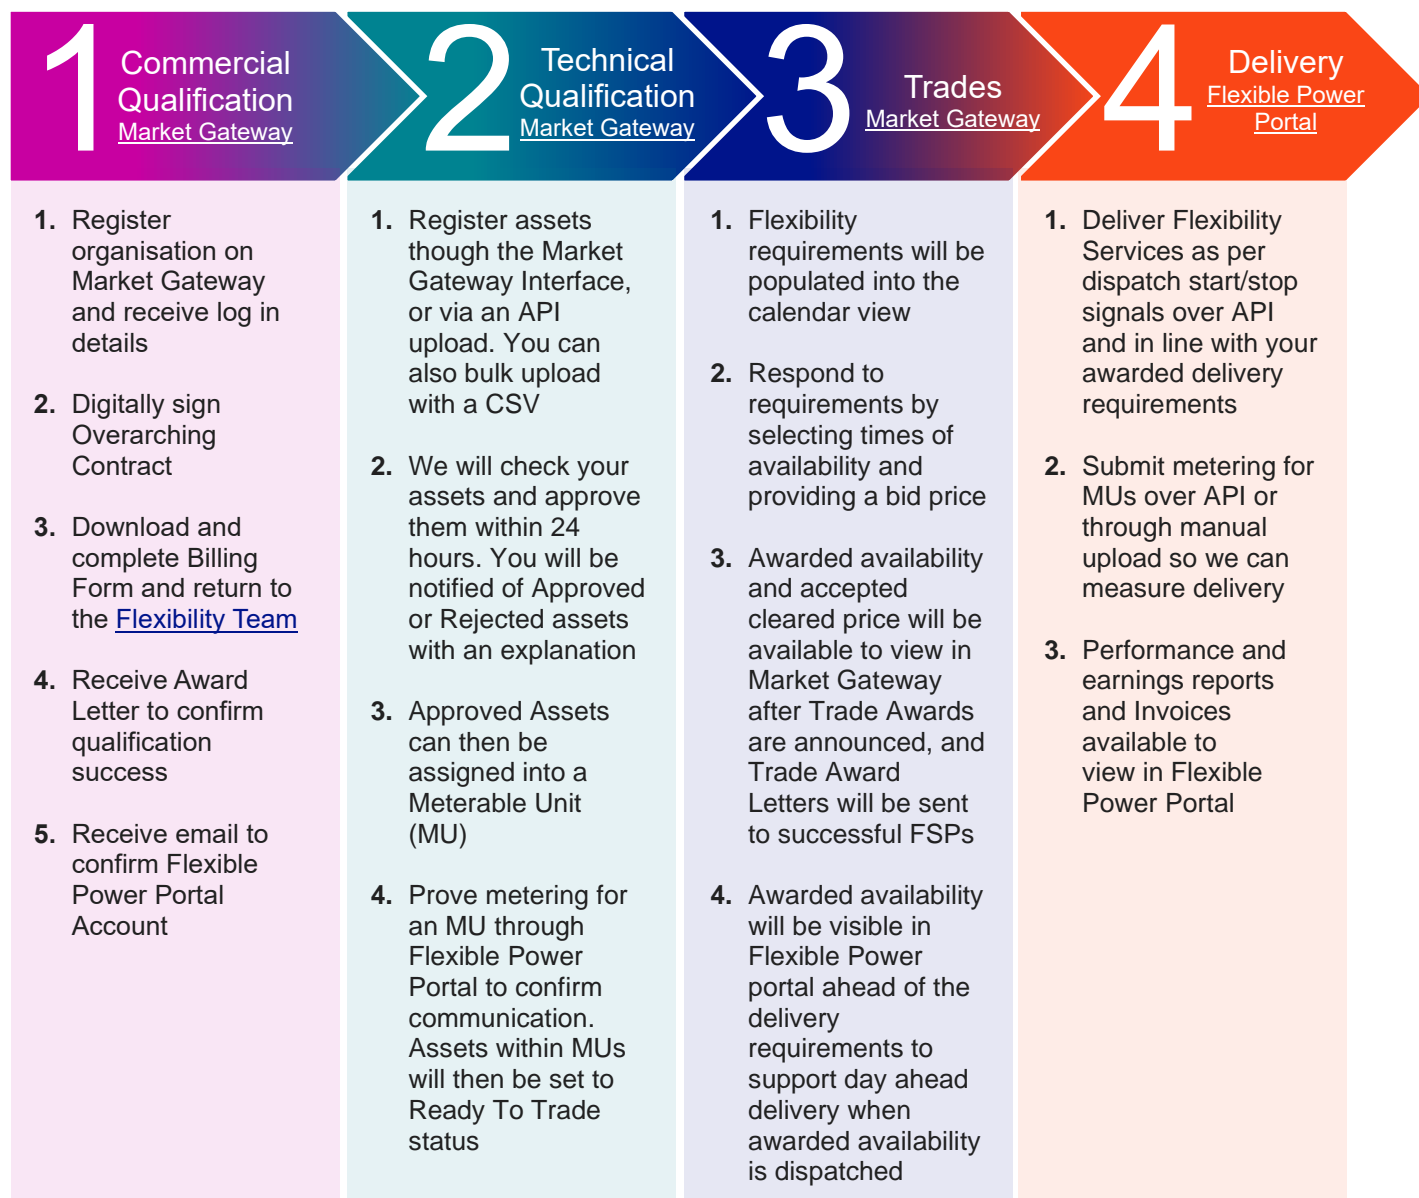 1
Commercial
Qualification
Market Gateway
2
Technical
Qualification
Market Gateway
3
Trades
Market Gateway
4
Delivery
Flexible Power
Portal
1. Register
organisation on
Market Gateway
and receive log in
details
2. Digitally sign
Overarching
Contract
3. Download and
complete Billing
Form and return to
the Flexibility Team
4. Receive Award
Letter to confirm
qualification
success
5. Receive email to
confirm Flexible
Power Portal
Account
1. Register assets
though the Market
Gateway Interface,
or via an API
upload. You can
also bulk upload
with a CSV
2. We will check your
assets and approve
them within 24
hours. You will be
notified of Approved
or Rejected assets
with an explanation
3. Approved Assets
can then be
assigned into a
Meterable Unit
(MU)
4. Prove metering for
an MU through
Flexible Power
Portal to confirm
communication.
Assets within MUs
will then be set to
Ready To Trade
status
1. Flexibility
requirements will be
populated into the
calendar view
2. Respond to
requirements by
selecting times of
availability and
providing a bid price
3. Awarded availability
and accepted
cleared price will be
available to view in
Market Gateway
after Trade Awards
are announced, and
Trade Award
Letters will be sent
to successful FSPs
4. Awarded availability
will be visible in
Flexible Power
portal ahead of the
delivery
requirements to
support day ahead
delivery when
awarded availability
is dispatched
1. Deliver Flexibility
Services as per
dispatch start/stop
signals over API
and in line with your
awarded delivery
requirements
2. Submit metering for
MUs over API or
through manual
upload so we can
measure delivery
3. Performance and
earnings reports
and Invoices
available to
view in Flexible
Power Portal